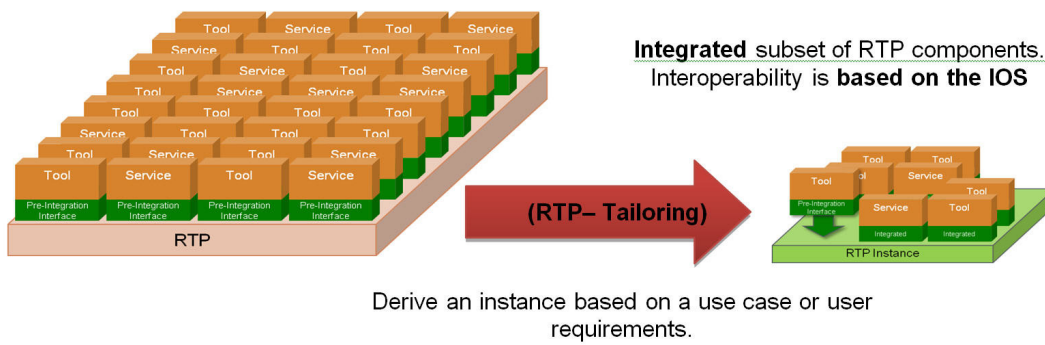 Tool Service Tool Service
Service Tool Tool Tool
Tool Service Tool Service
Tool Tool Service Service
Tool Tool Tool Tool
Service Tool Tool Tool
Tool Service Tool Service
Tool Service Tool Service
Pre-Integration Interface Pre-Integration Interface Pre-Integration Interface Pre-Integration Interface
RTP
(RTP– Tailoring)
Derive an instance based on a use case or user
requirements.
Integrated subset of RTP components.
Interoperability is based on the IOS
Tool Tool
Tool Service
Tool
Tool
Pre-Integration
Interface
Service Tool
Integrated Integrated
RTP Instance